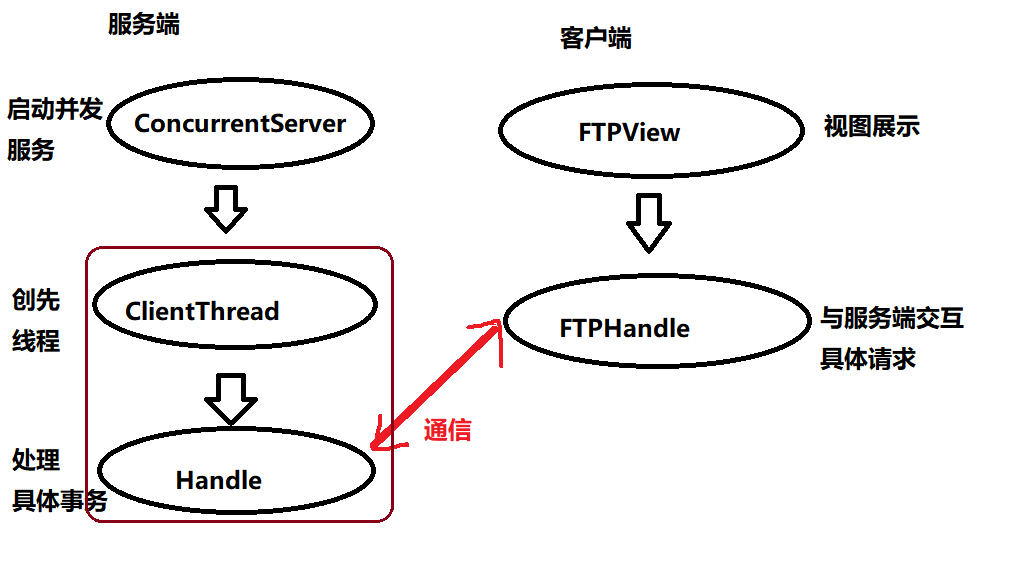 服务端
客户端
启动并发
服务
ConcurrentServer
FTPView
视图展示
创先
线程
ClientThread
FTPHandle
与服务端交互
具体请求
通信
处理
具体事务
Handle